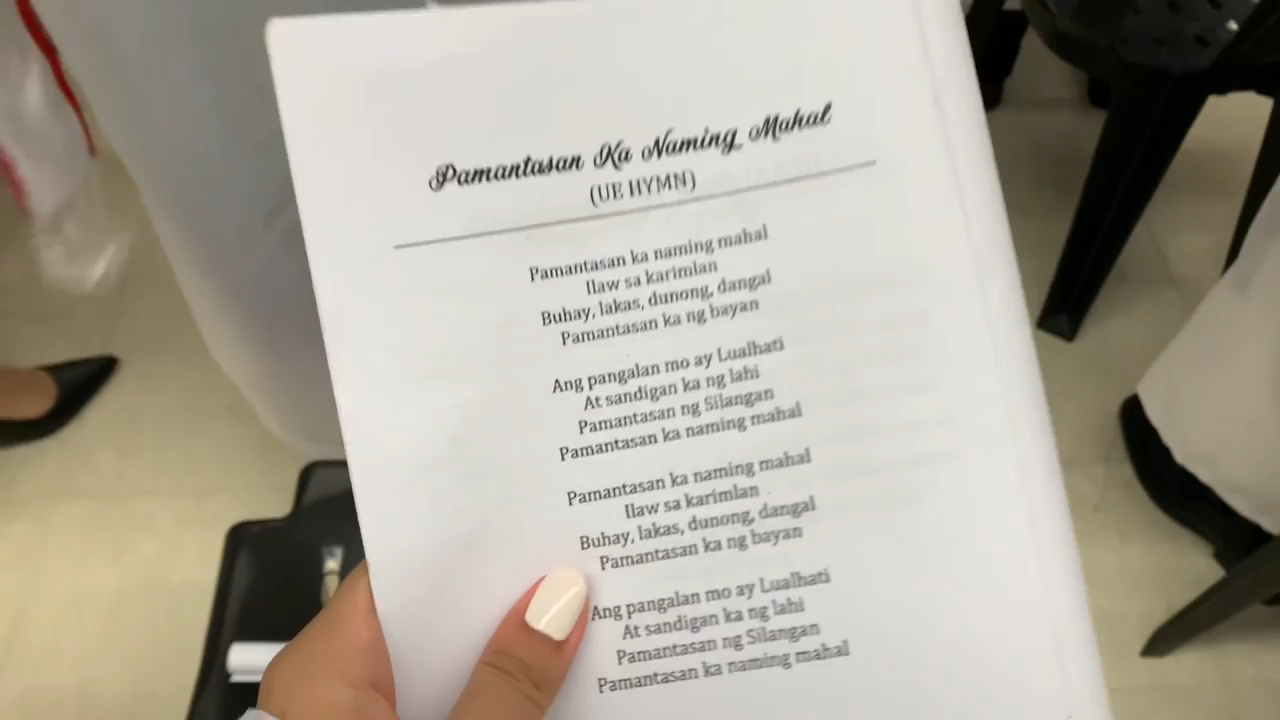 Pamantasan Ka Naming Mahal
(UE HYMN)
Pamantasan ka naming mahal
Ilaw sa karimlan
Buhay, lakas, dunong, dangal
Pamantasan ka ng bayan
Ang pangalan mo ay Lualhati
At sandigan ka ng lahi
Pamantasan ng Silangan
Pamantasan ka naming mahal
Pamantasan ka naming mahal
Ilaw sa karimlan
Buhay, lakas, dunong, dangal
Pamantasan ka ng bayan
Ang pangalan mo ay Lualhati
At sandigan ka ng lahi
Pamantasan ng Silangan
Pamantasan ka naming mahal